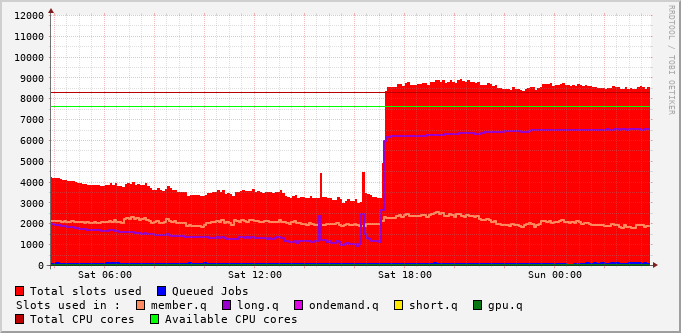 12000
11000
10000
9000
8000
7000
6000
5000
4000
3000
2000
1000
0
Sat 06:00 Sat 12:00 Sat 18:00 Sun 00:00
Total slots used Queued Jobs
Slots used in : member.q long.q ondemand.q short.q gpu.q
Total CPU cores Available CPU cores
RRDTOOL / TOBI OETIKER